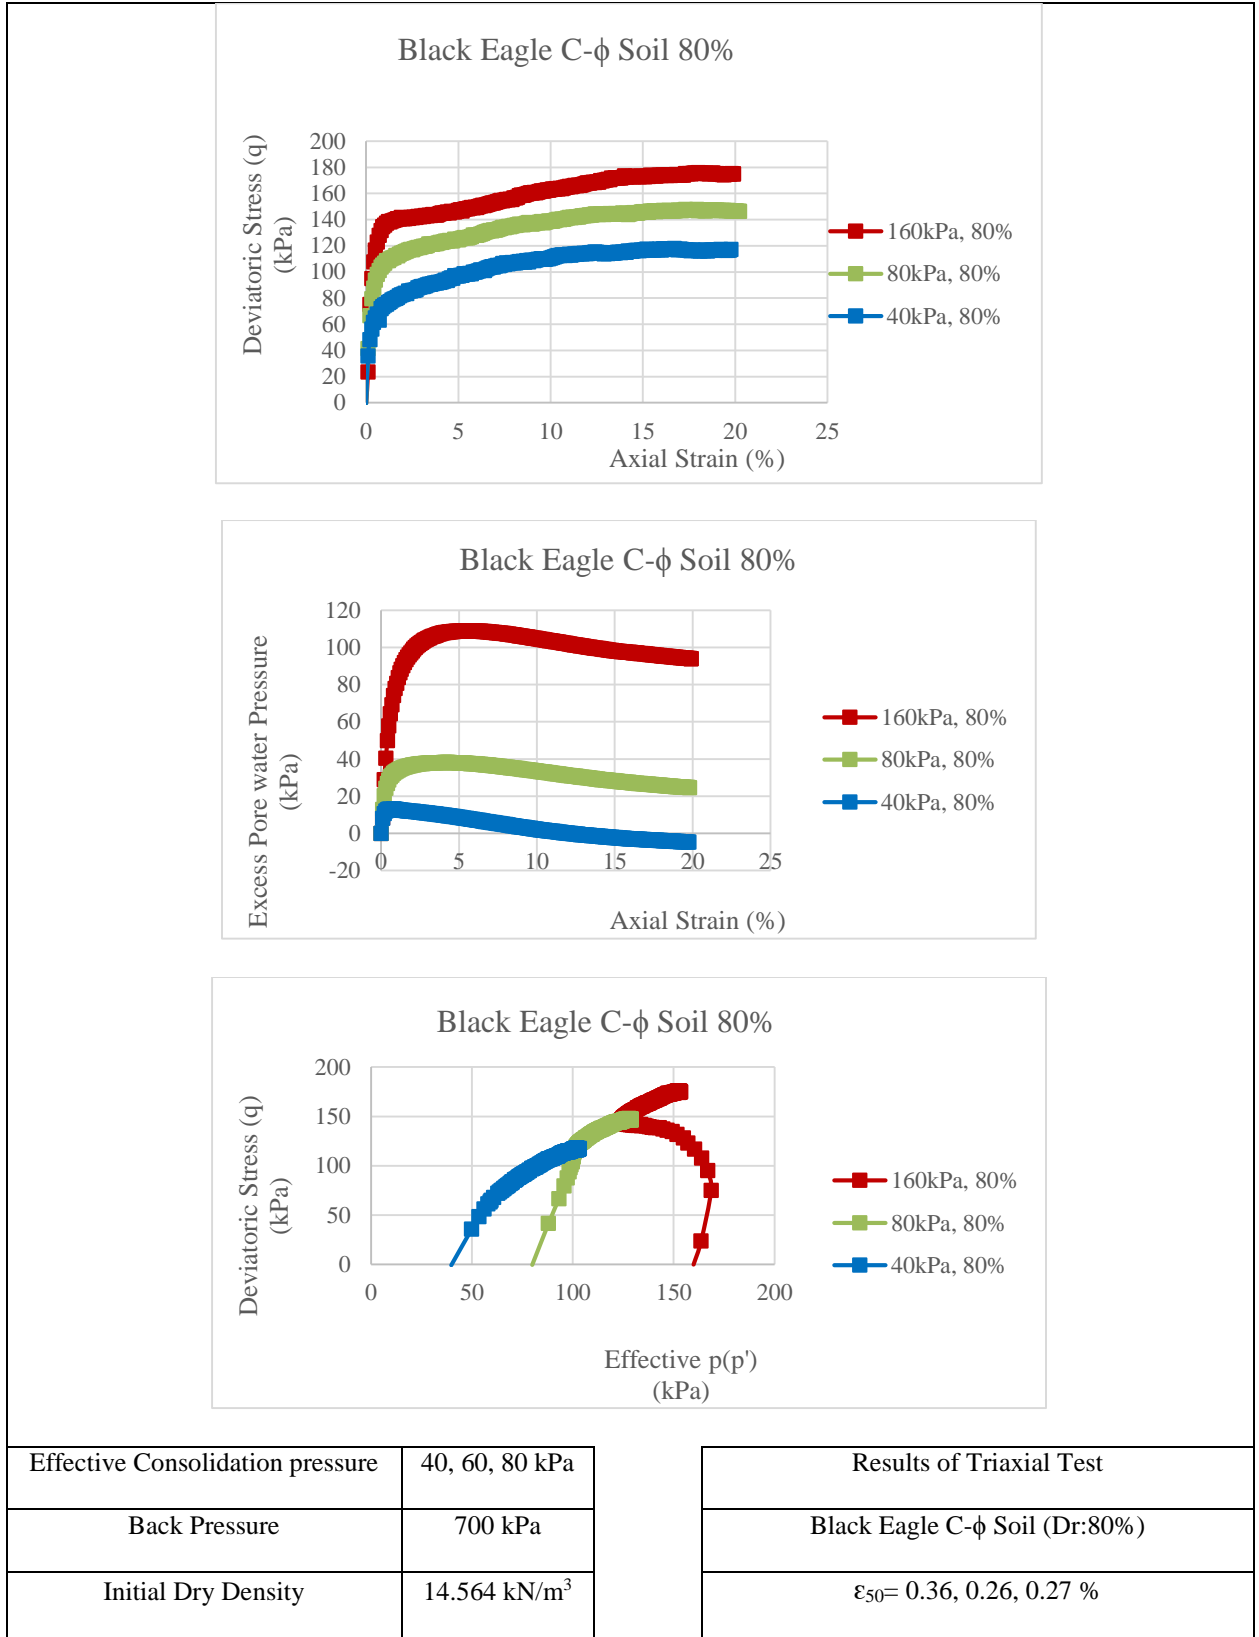 Black Eagle C-ϕ Soil 80%
Deviatoric Stress (q)
(kPa)
200
180
160
140
120
100
80
60
40
20
0
0 5 10 15 20 25
Axial Strain (%)
160kPa, 80%
80kPa, 80%
40kPa, 80%
Black Eagle C-ϕ Soil 80%
Excess Pore water Pressure
(kPa)
120
100
80
60
40
20
0
-20
0 5 10 15 20 25
Axial Strain (%)
160kPa, 80%
80kPa, 80%
40kPa, 80%
Black Eagle C-ϕ Soil 80%
Deviatoric Stress (q)
(kPa)
200
150
100
50
0
0 50 100 150 200
Effective p(p')
(kPa)
160kPa, 80%
80kPa, 80%
40kPa, 80%
Effective Consolidation pressure 40, 60, 80 kPa
Back Pressure 700 kPa
Initial Dry Density 14.564 kN/m³
Results of Triaxial Test
Black Eagle C-ϕ Soil (Dr:80%)
ε₅₀= 0.36, 0.26, 0.27 %